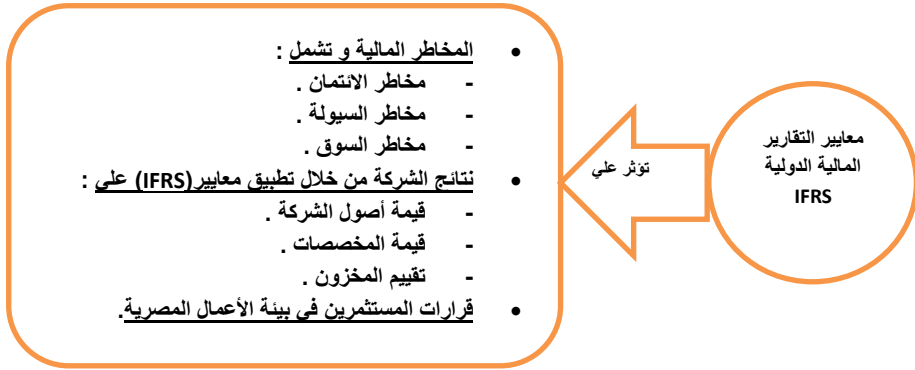 معايير التقارير
المالية الدولية
IFRS
تؤثر علي
• المخاطر المالية و تشمل :
- مخاطر الائتمان .
- مخاطر السيولة .
- مخاطر السوق .
• نتائج الشركة من خلال تطبيق معايير(IFRS) علي :
- قيمة أصول الشركة .
- قيمة المخصصات .
- تقييم المخزون .
• قرارات المستثمرين في بيئة الأعمال المصرية.